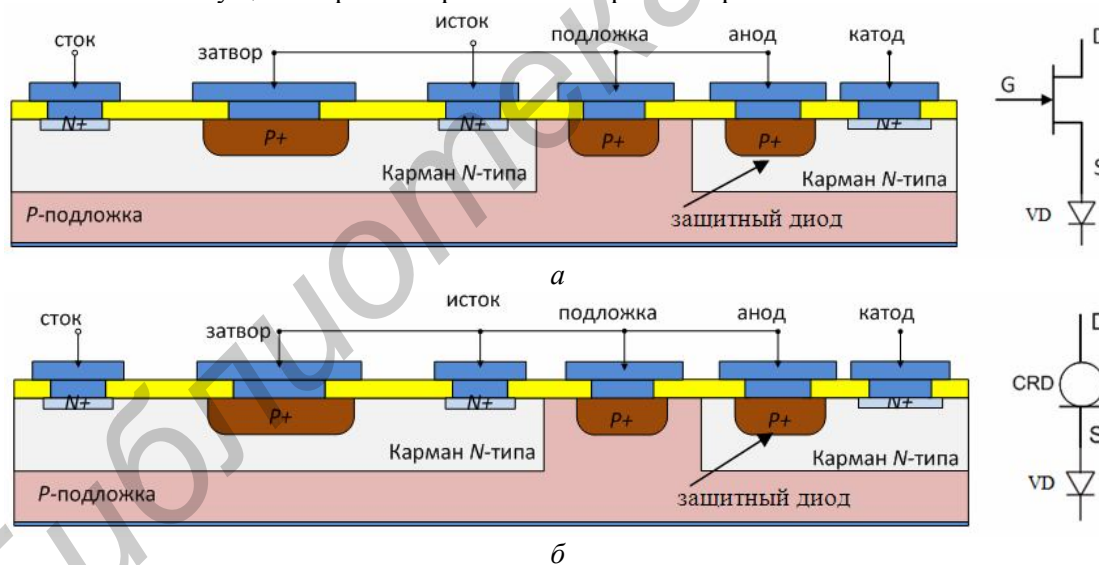 исток
сток
подложка
анод
катод
затвор
D
G
N+
P+
N+
P+
P+
N+
Карман N-типа
Карман N-типа
S
P-подложка
защитный диод
VD
а
исток
сток
подложка
анод
катод
затвор
D
CRD
N+
P+
N+
P+
P+
N+
Карман N-типа
Карман N-типа
S
P-подложка
защитный диод
VD
б